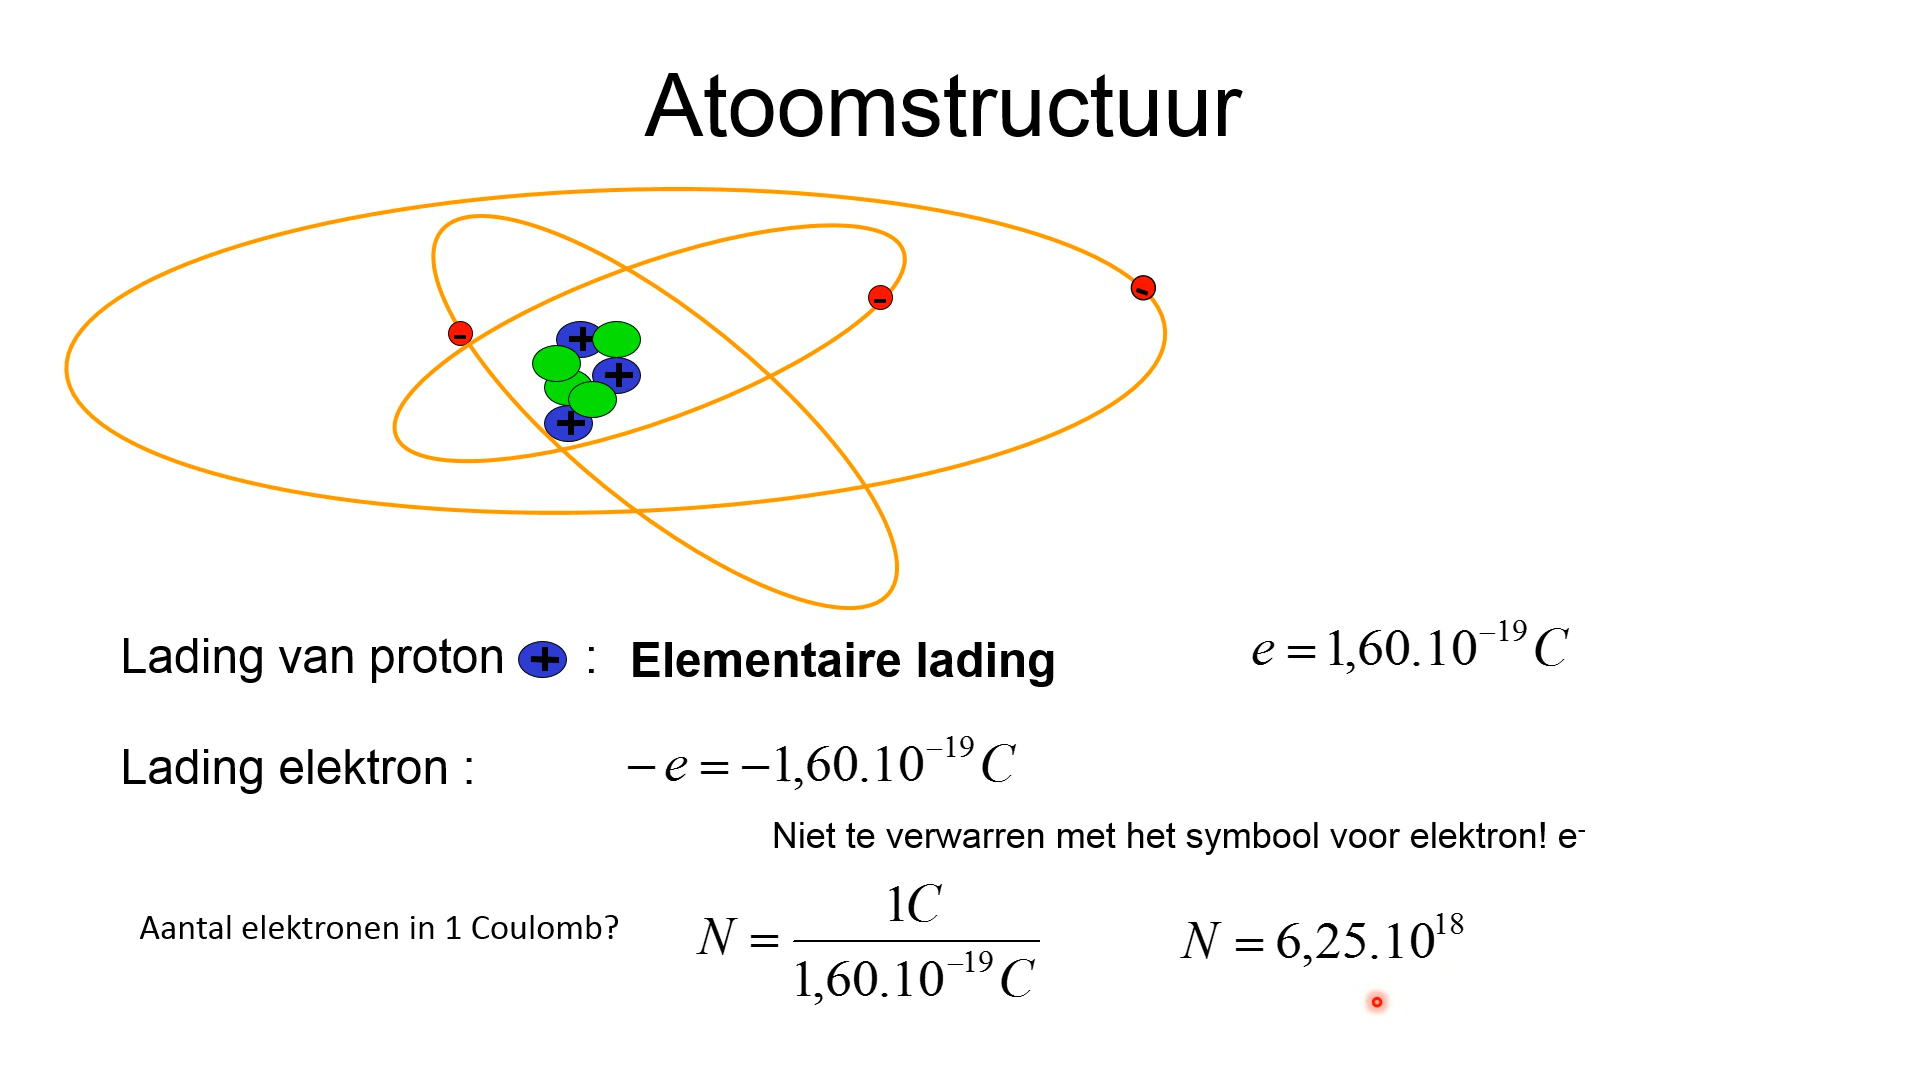 Atoomstructuur
-
-
-
+
+
+
Lading van proton + : Elementaire lading e = 1,60.10⁻¹⁹ C
Lading elektron : − e = −1,60.10⁻¹⁹ C
Niet te verwarren met het symbool voor elektron! e⁻
Aantal elektronen in 1 Coulomb? N = 1C / 1,60.10⁻¹⁹ C N = 6,25.10¹⁸